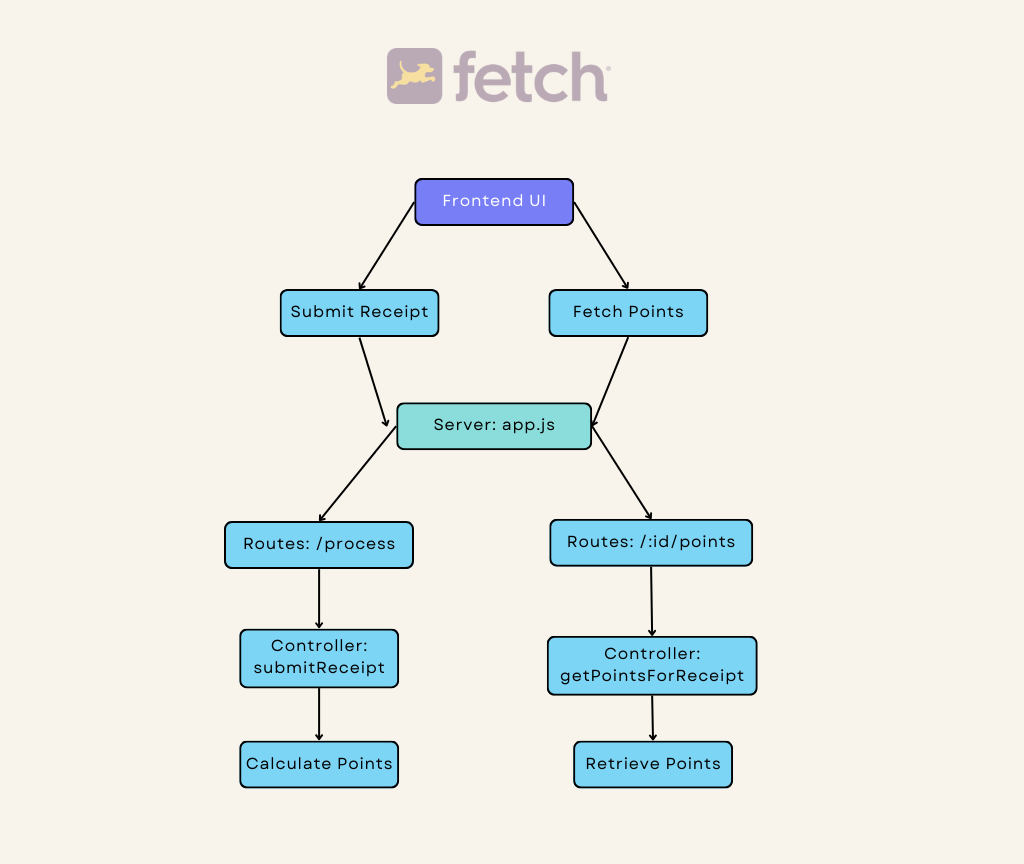 fetch
Frontend UI
Submit Receipt
Fetch Points
Server: app.js
Routes: /process
Routes: /:id/points
Controller:
submitReceipt
Controller:
getPointsForReceipt
Calculate Points
Retrieve Points